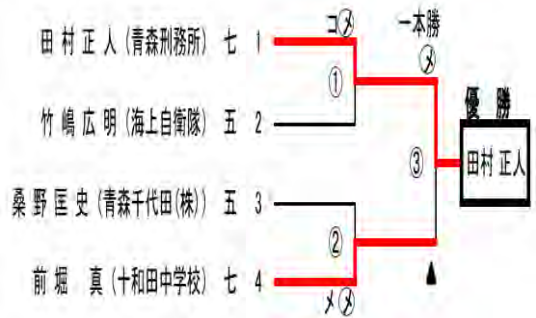 コ㋱ 一本勝
田村正人(青森刑務所) 七 1
㋱
①
優勝
竹嶋広明(海上自衛隊) 五 2
③
田村 正人
桑野匡史(青森千代田(株)) 五 3
②
前堀 真(十和田中学校) 七 4
▲
メ㋱